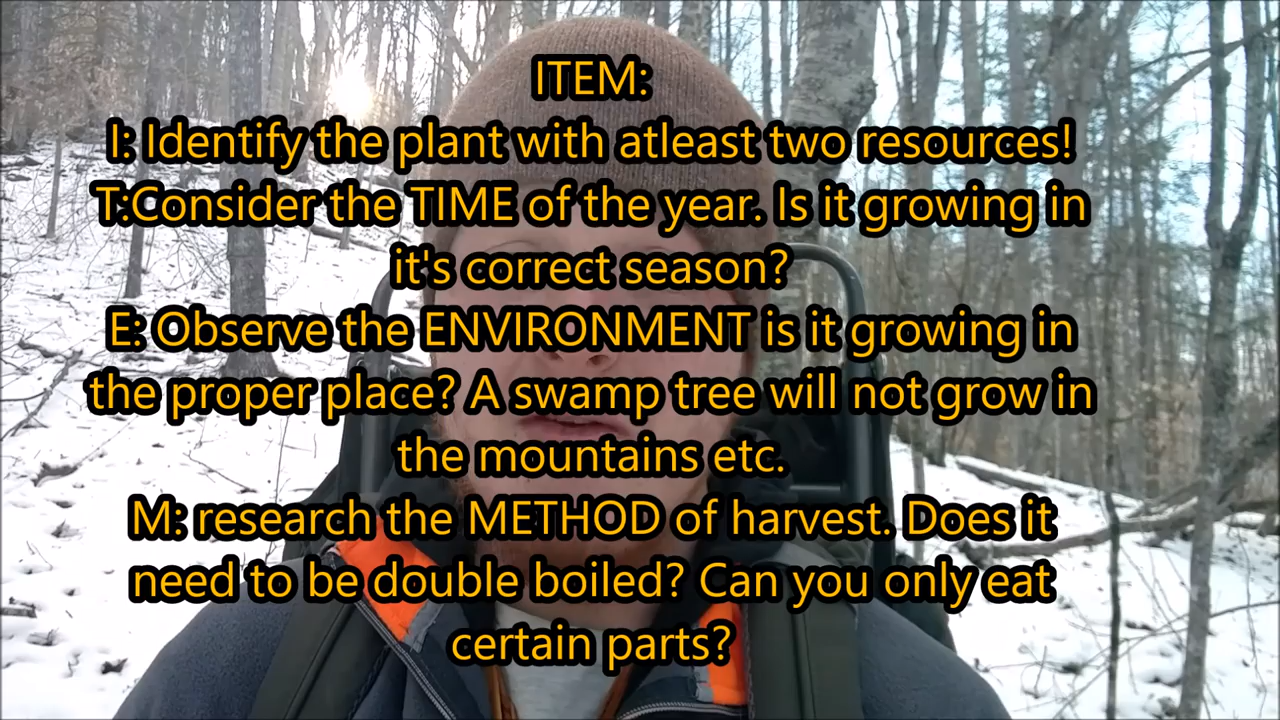 ITEM:
I: Identify the plant with atleast two resources!
T:Consider the TIME of the year. Is it growing in
it's correct season?
E: Observe the ENVIRONMENT is it growing in
the proper place? A swamp tree will not grow in
the mountains etc.
M: research the METHOD of harvest. Does it
need to be double boiled? Can you only eat
certain parts?